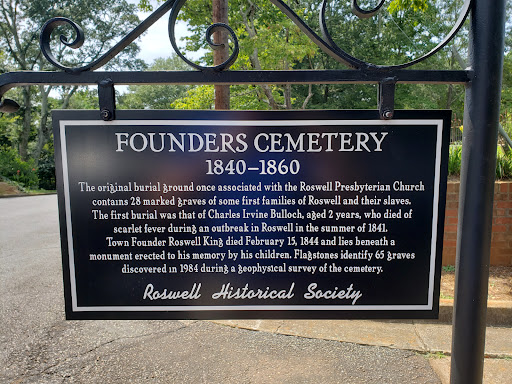 FOUNDERS CEMETERY
1840–1860
The original burial ground once associated with the Roswell Presbyterian Church
contains 28 marked graves of some first families of Roswell and their slaves.
The first burial was that of Charles Irvine Bulloch, aged 2 years, who died of
scarlet fever during an outbreak in Roswell in the summer of 1841.
Town Founder Roswell King died February 15, 1844 and lies beneath a
monument erected to his memory by his children. Flagstones identify 65 graves
discovered in 1984 during a geophysical survey of the cemetery.
Roswell Historical Society